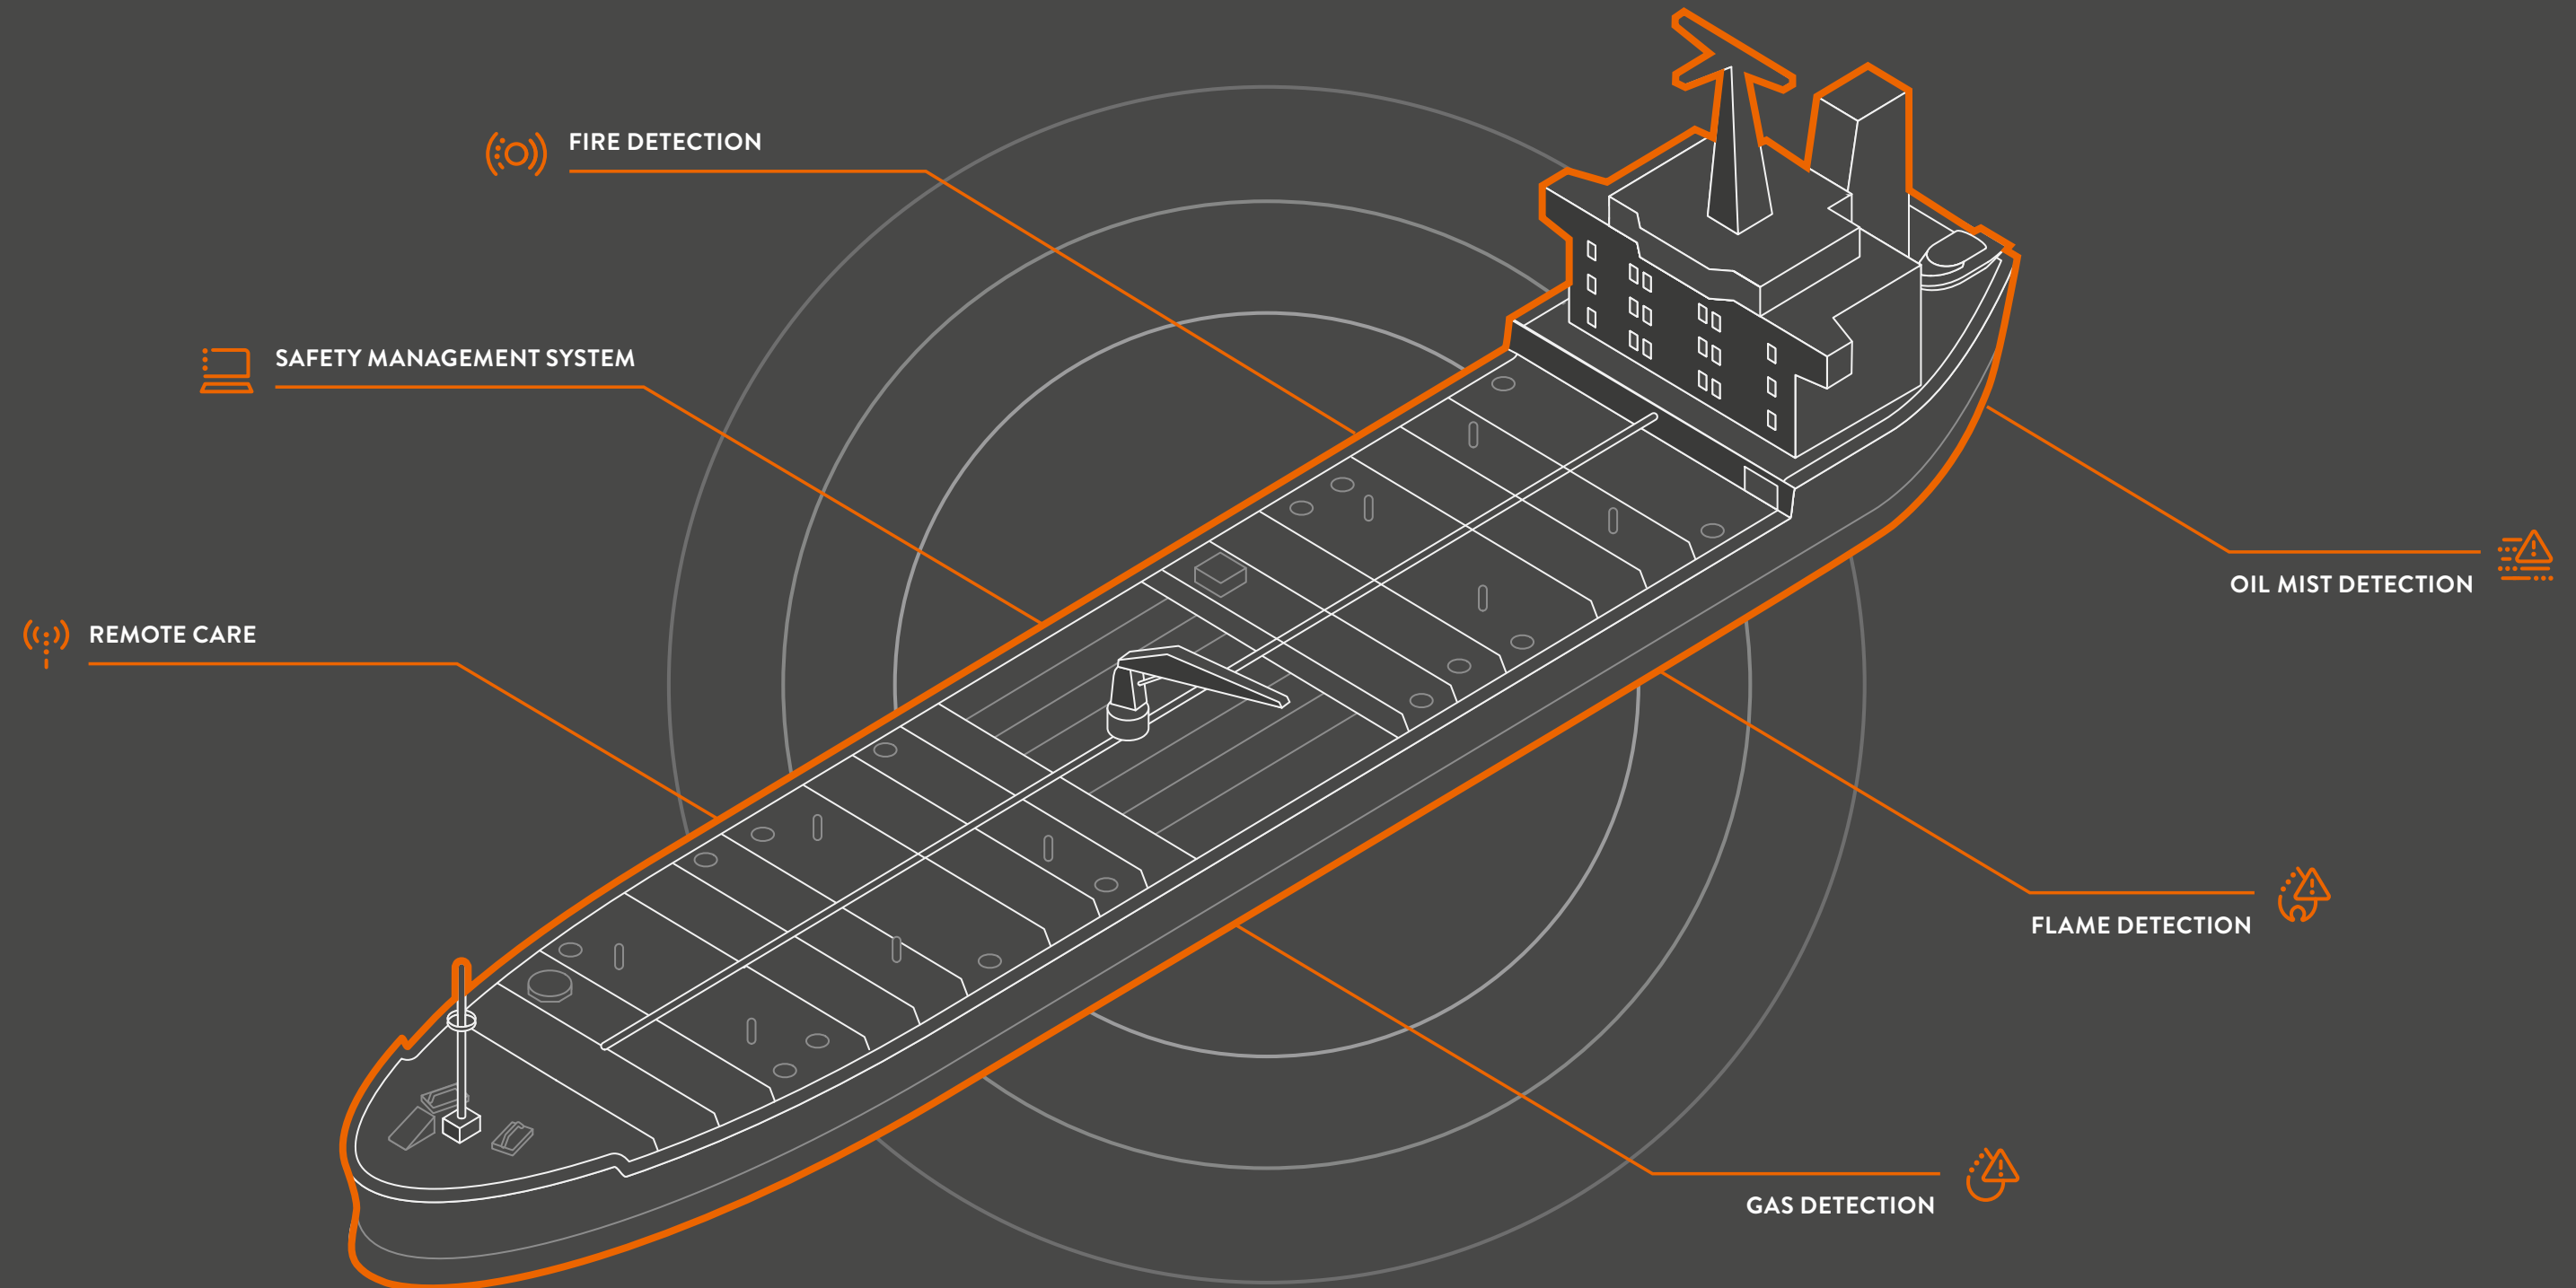 FIRE DETECTION
SAFETY MANAGEMENT SYSTEM
REMOTE CARE
OIL MIST DETECTION
FLAME DETECTION
GAS DETECTION